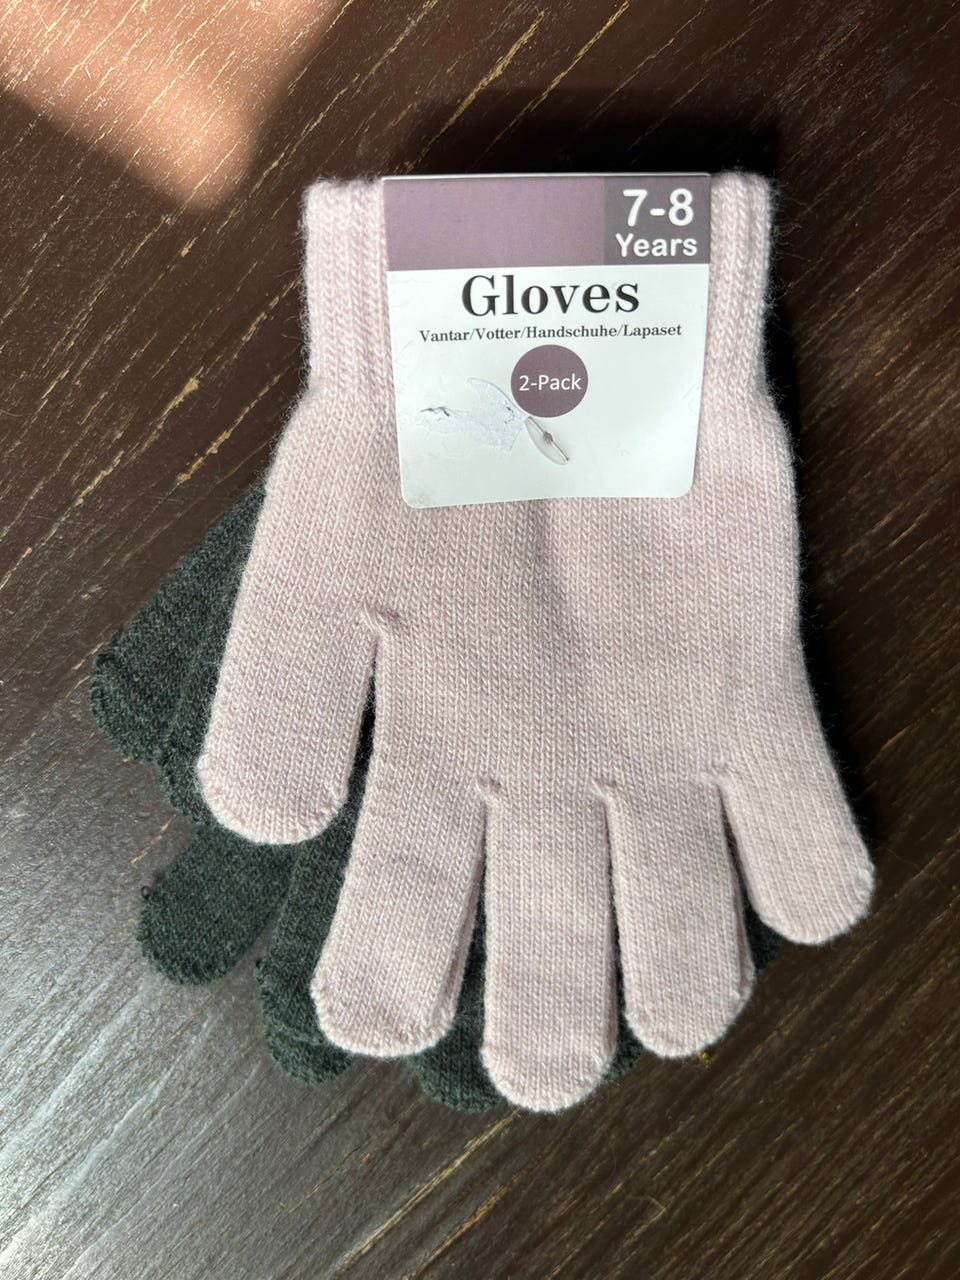 7-8
Years
Gloves
Vantar/Votter/Handschuhe/Lapaset
2-Pack